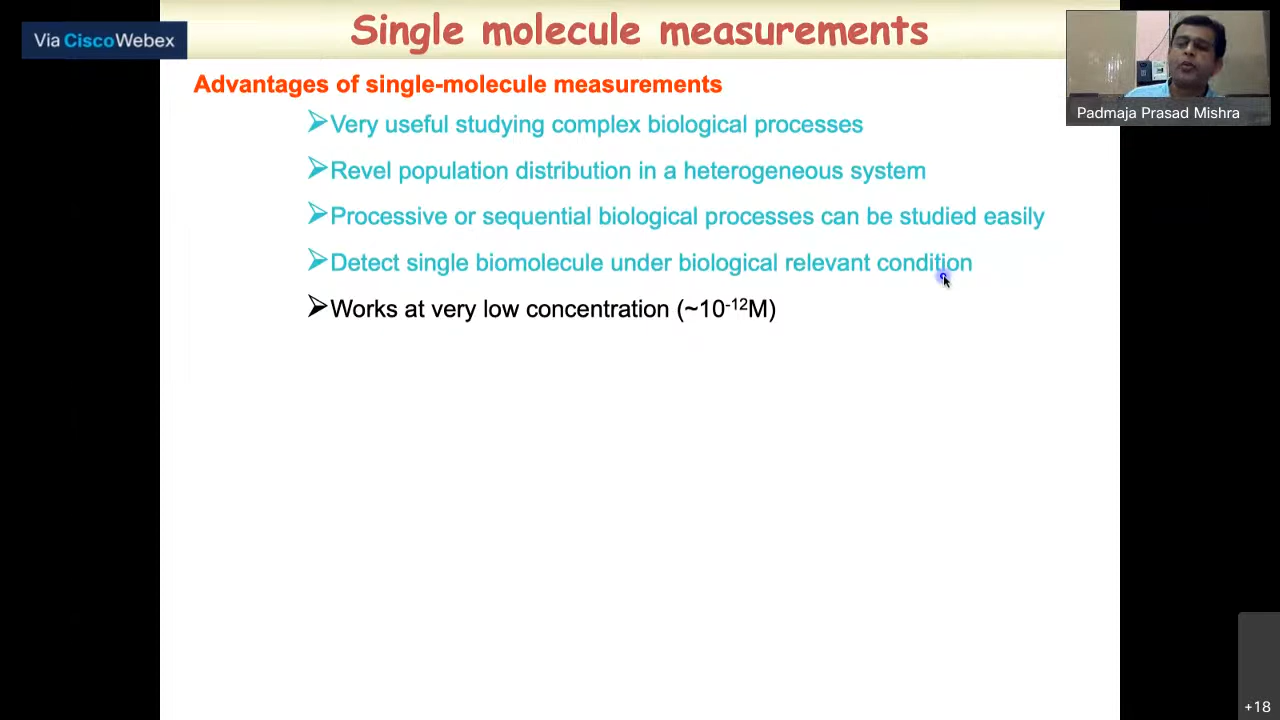 Via Cisco Webex
Single molecule measurements
Padmaja Prasad Mishra
Advantages of single-molecule measurements
➢Very useful studying complex biological processes
➢Revel population distribution in a heterogeneous system
➢Processive or sequential biological processes can be studied easily
➢Detect single biomolecule under biological relevant condition
➢Works at very low concentration (~10⁻¹²M)
+18